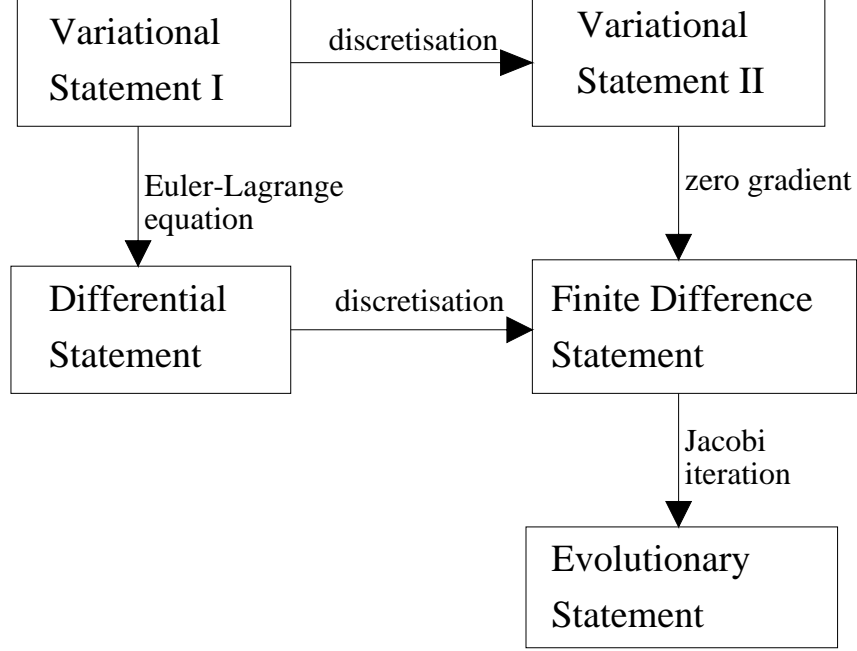 Variational
Statement I
discretisation
Variational
Statement II
Euler-Lagrange
equation
zero gradient
Differential
Statement
discretisation
Finite Difference
Statement
Jacobi
iteration
Evolutionary
Statement